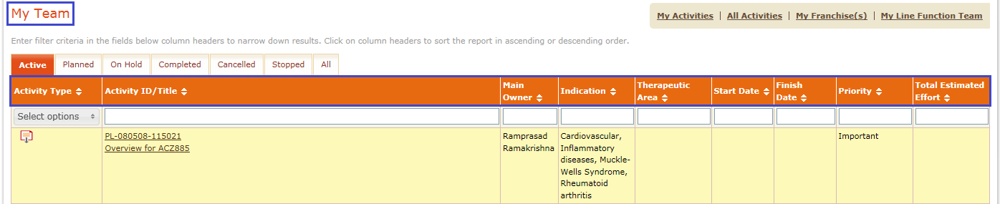 My Team
My Activities | All Activities | My Franchise(s) | My Line Function Team
Enter filter criteria in the fields below column headers to narrow down results. Click on column headers to sort the report in ascending or descending order.
Active Planned On Hold Completed Cancelled Stopped All
Activity Type Activity ID/Title Main Owner Indication Therapeutic Area Start Date Finish Date Priority Total Estimated Effort
Select options
PL-080508-115021
Overview for ACZ885
Ramprasad
Ramakrishna
Cardiovascular,
Inflammatory
diseases, Muckle-
Wells Syndrome,
Rheumatoid
arthritis
Important